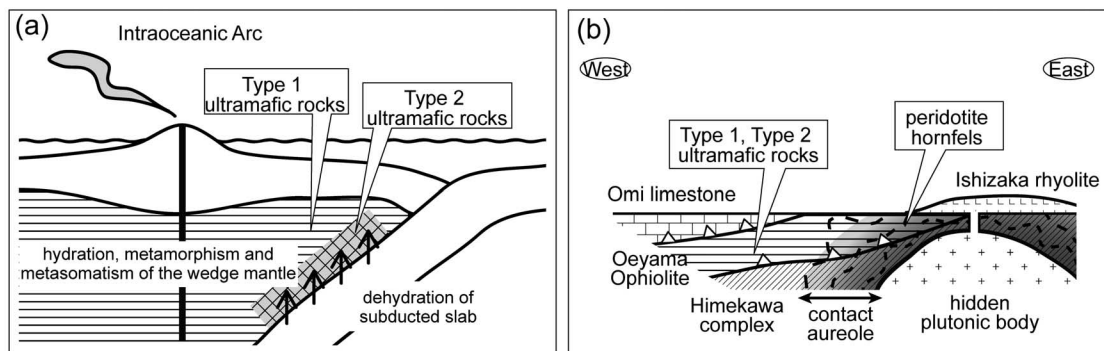 (a)
Intraoceanic Arc
Type 1
ultramafic rocks
Type 2
ultramafic rocks
hydration, metamorphism and
metasomatism of the wedge mantle
dehydration of
subducted slab
(b)
West
East
Type 1, Type 2
ultramafic rocks
peridotite
hornfels
Omi limestone
Ishizaka rhyolite
Oeyama
Ophiolite
Himekawa
complex
contact
aureole
hidden
plutonic body